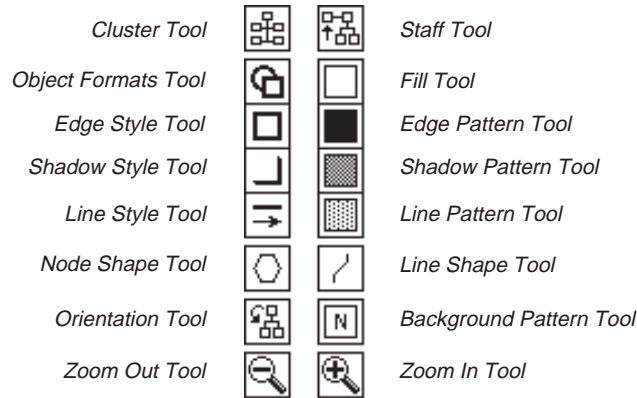 Cluster Tool Staff Tool
Object Formats Tool Fill Tool
Edge Style Tool Edge Pattern Tool
Shadow Style Tool Shadow Pattern Tool
Line Style Tool Line Pattern Tool
Node Shape Tool Line Shape Tool
Orientation Tool N Background Pattern Tool
Zoom Out Tool Zoom In Tool